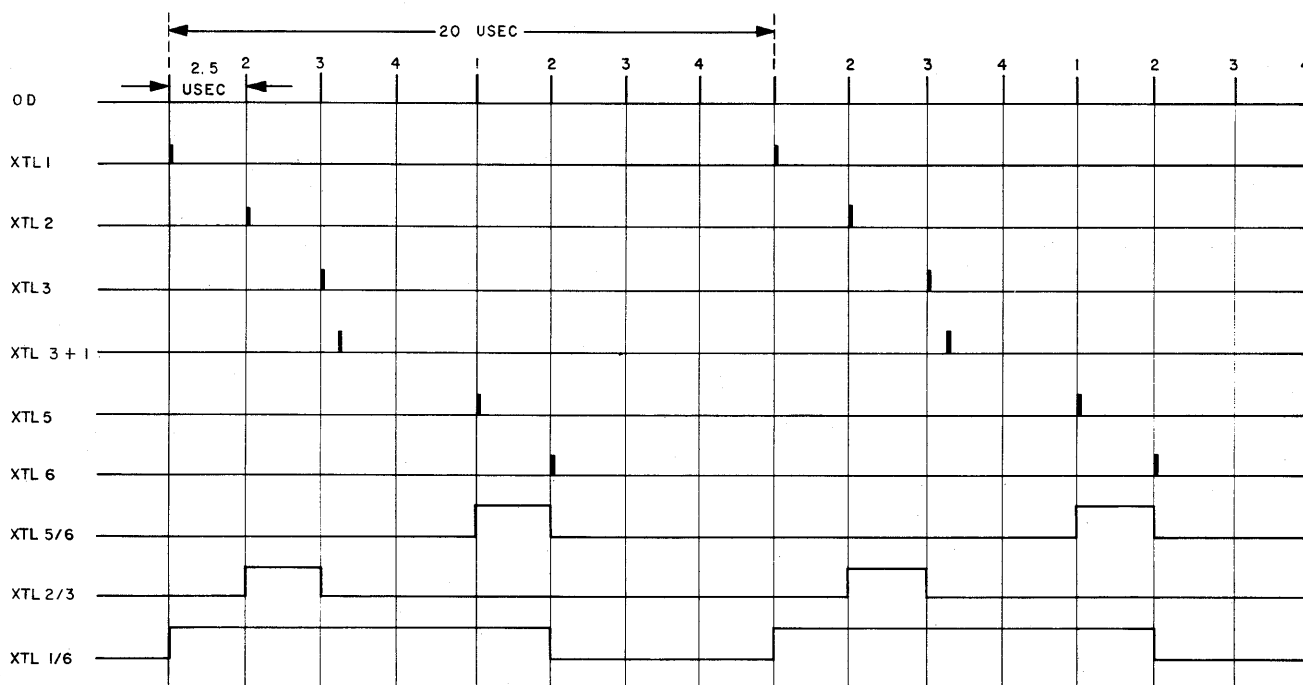 20 USEC
2.5 USEC
2 3 4 1 2 3 4 1 2 3 4 1 2 3 4
OD
XTL 1
XTL 2
XTL 3
XTL 3 + 1
XTL 5
XTL 6
XTL 5/6
XTL 2/3
XTL 1/6